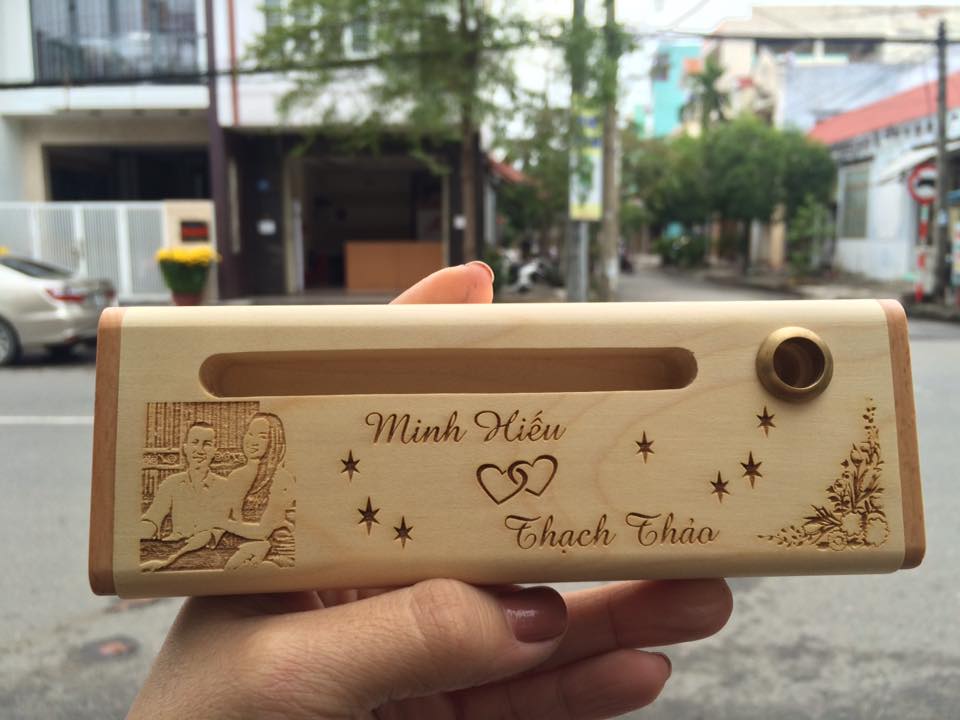 Minh Hiếu
Thạch Thảo